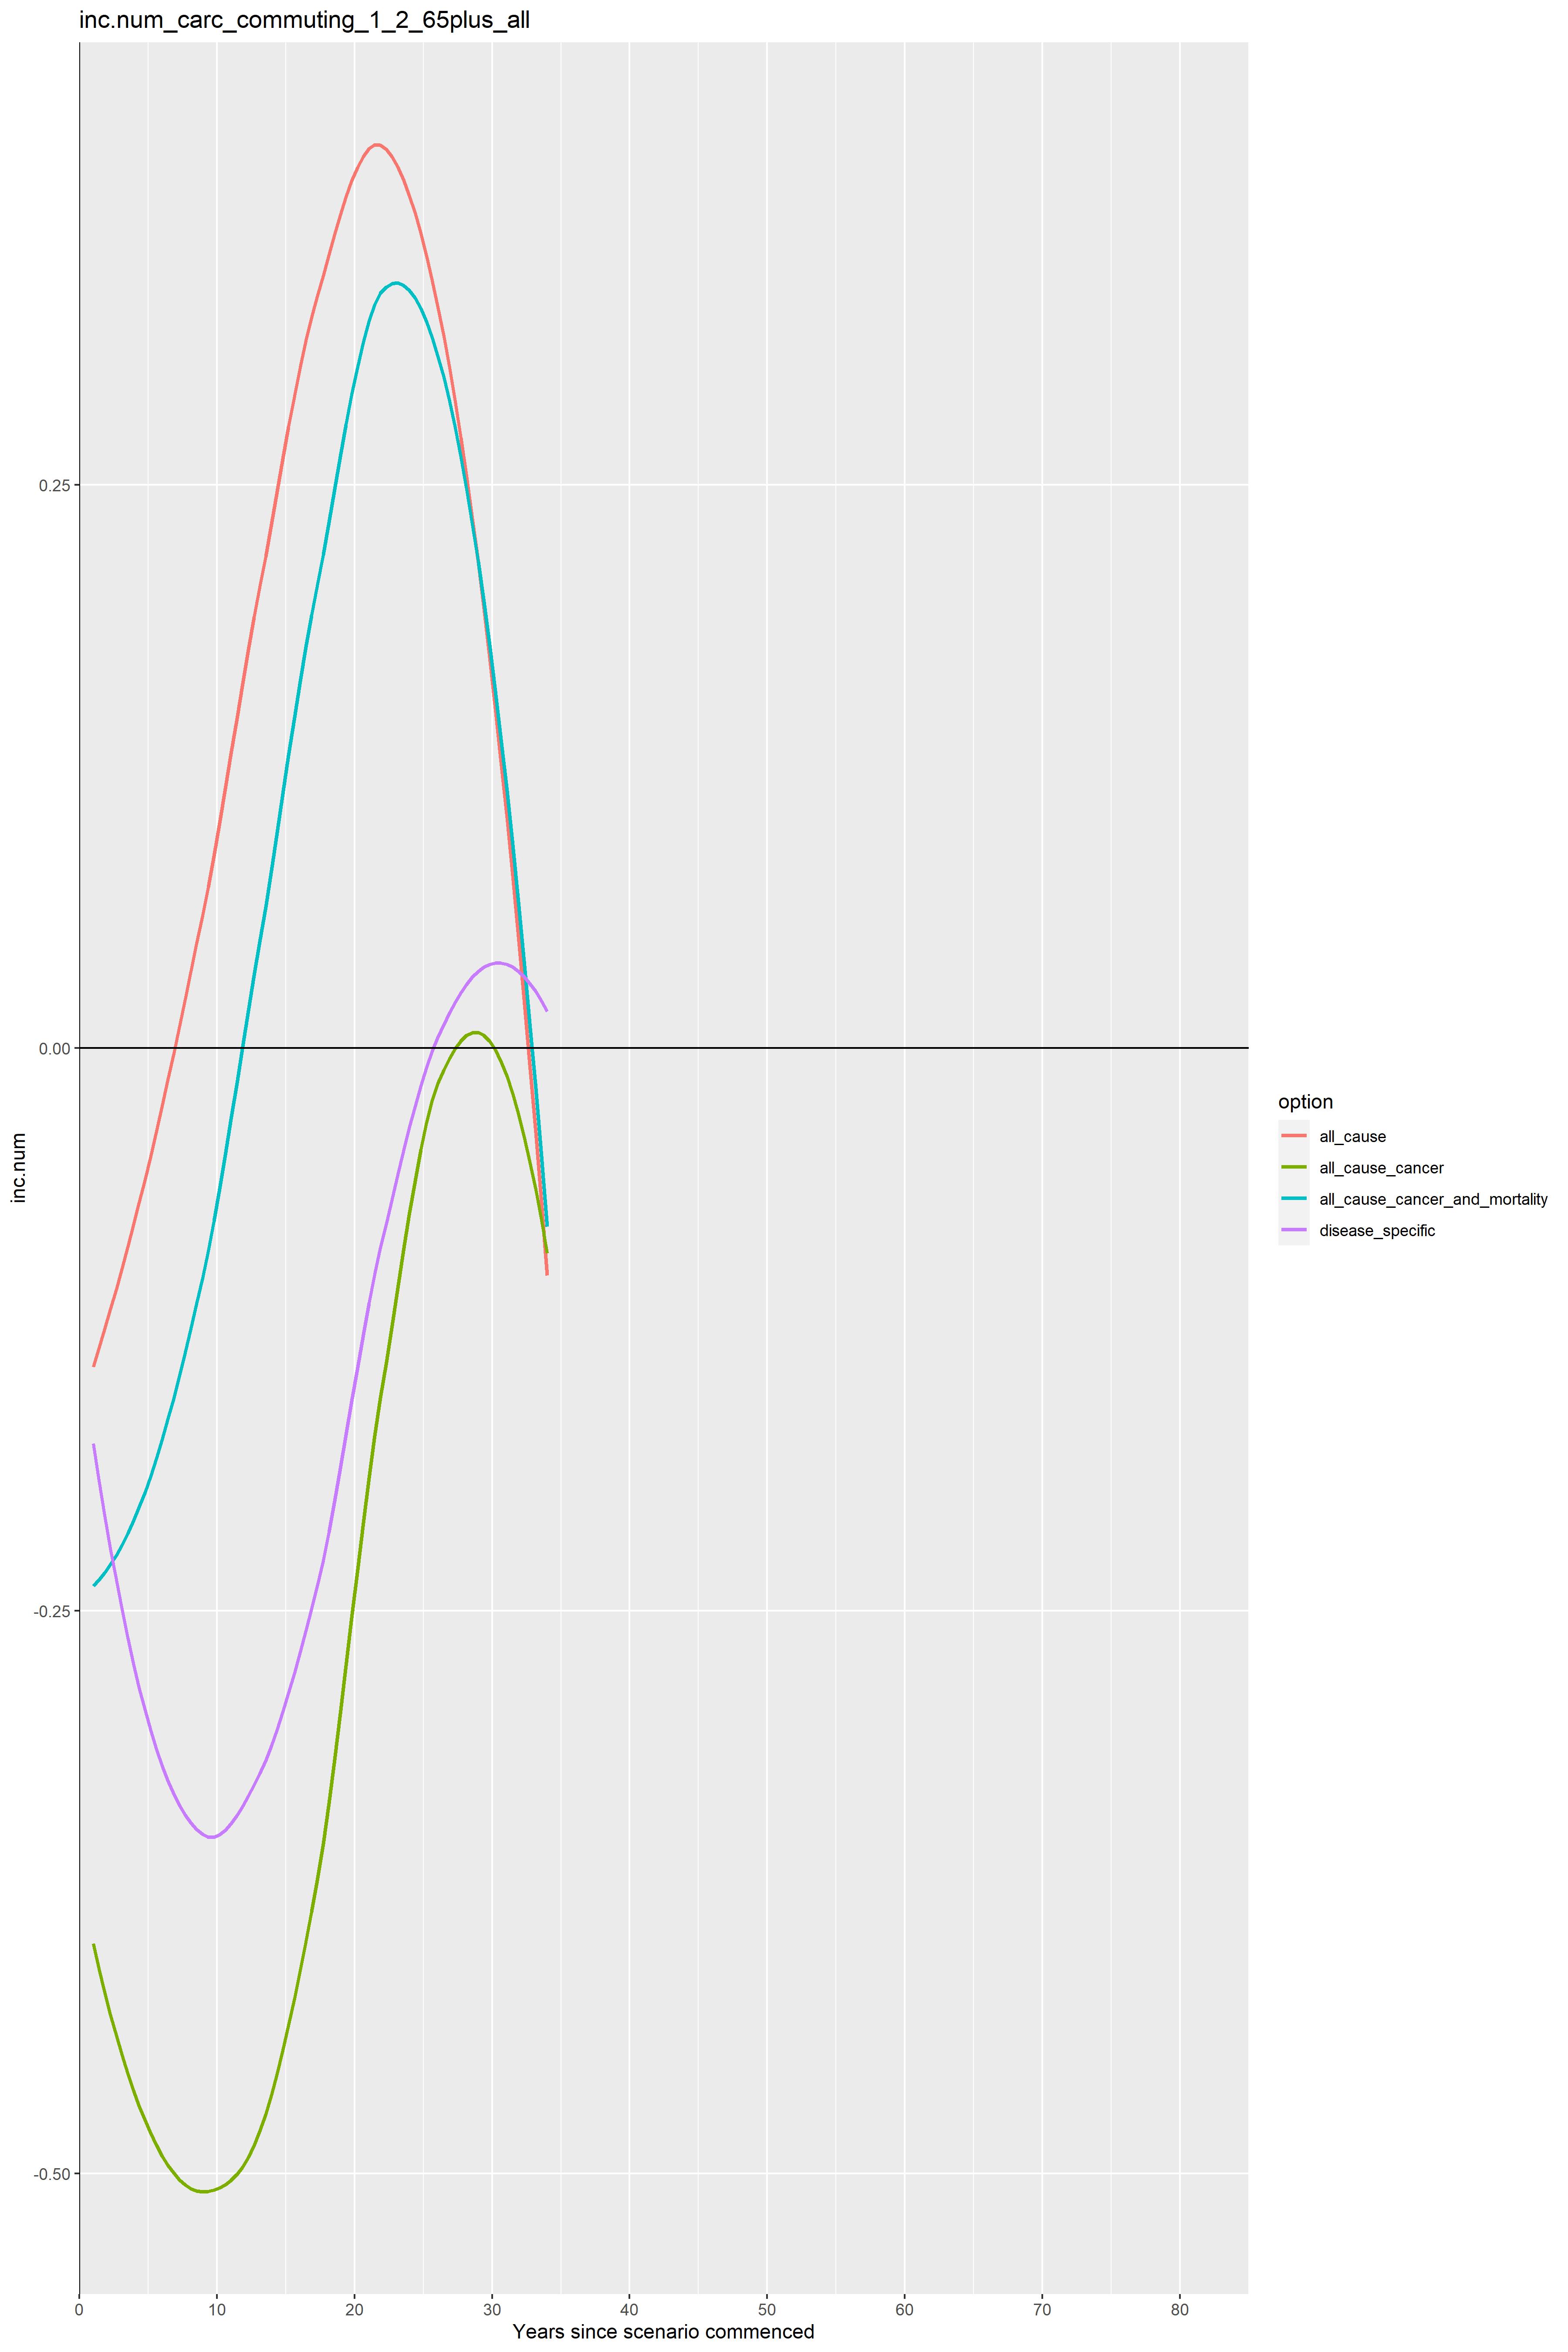 inc.num_carc_commuting_1_2_65plus_all
inc.num
0.25
0.00
-0.25
-0.50
0 10 20 30 40 50 60 70 80
Years since scenario commenced
option
all_cause
all_cause_cancer
all_cause_cancer_and_mortality
disease_specific